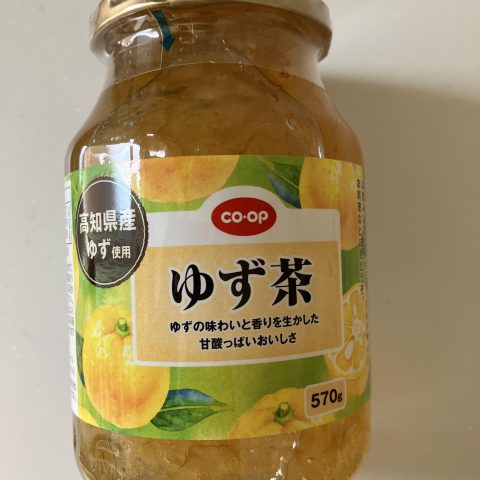 高知県産
ゆず使用
CO·OP
ゆず茶
ゆずの味わいと香りを生かした
甘酸っぱいおいしさ
570g